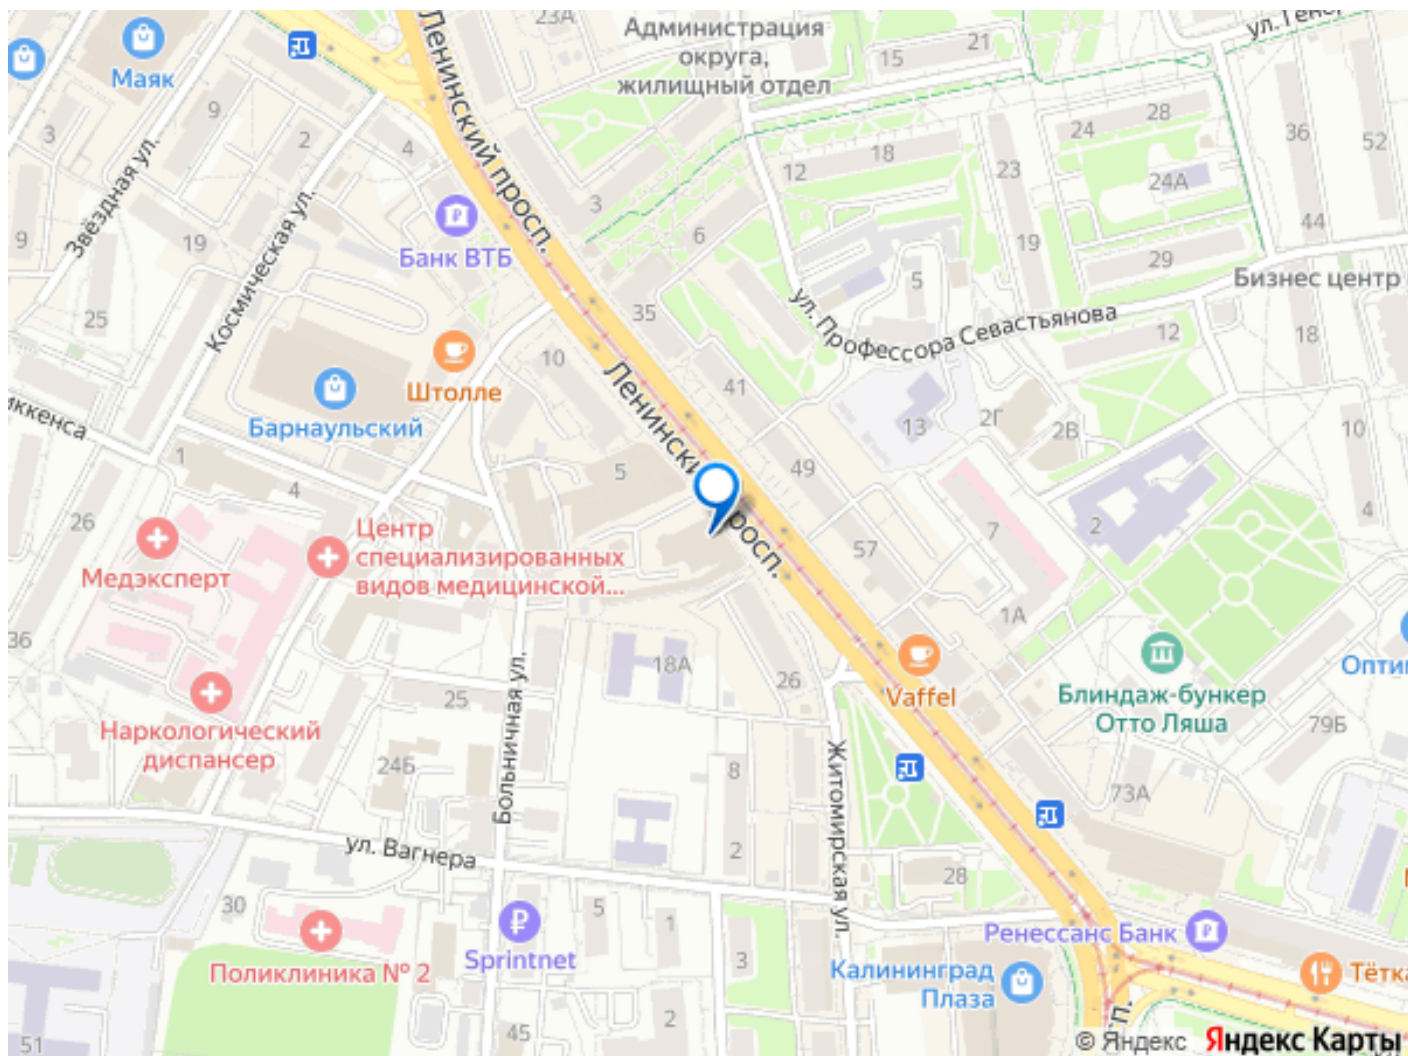 23А
Администрация
округа,
жилищный отдел
21
15
Маяк
Ленинский просп.
9
3
2
4
28
24
36
52
18
12
23
24А
Звёздная ул.
Космическая ул.
3
6
9
19
25
Банк ВТБ
44
19
29
5
Бизнес центр
ул. Профессора Севастьянова
12
18
35
10
Штолле
Барнаульский
41
Ленинский просп.
13
2Г
2В
10
1
4
5
49
26
Центр
специализированных
видов медицинской...
Медэксперт
57
7
2
4
1А
18А
26
Vaffel
Блиндаж-бункер
Отто Ляша
79Б
25
Наркологический
диспансер
24Б
Больничная ул.
Житомирская ул.
8
2
73А
ул. Вагнера
28
30
Поликлиника № 2
Sprintnet
5
1
3
2
45
51
Ренессанс Банк
Калининград
Плаза
© Яндекс Яндекс Карты